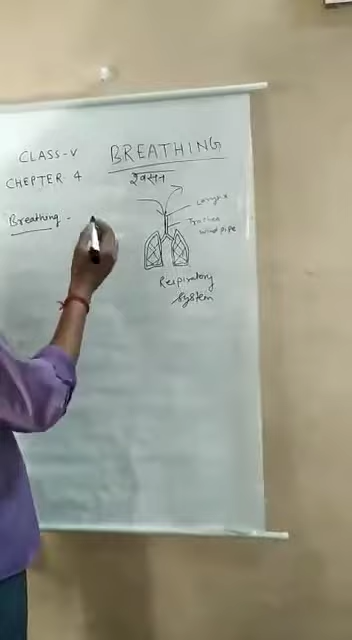 CLASS-V
BREATHING
CHEPTER 4
श्वसन
Breathing -
Larynx
Trachea
Wind pipe
Respiratory
System